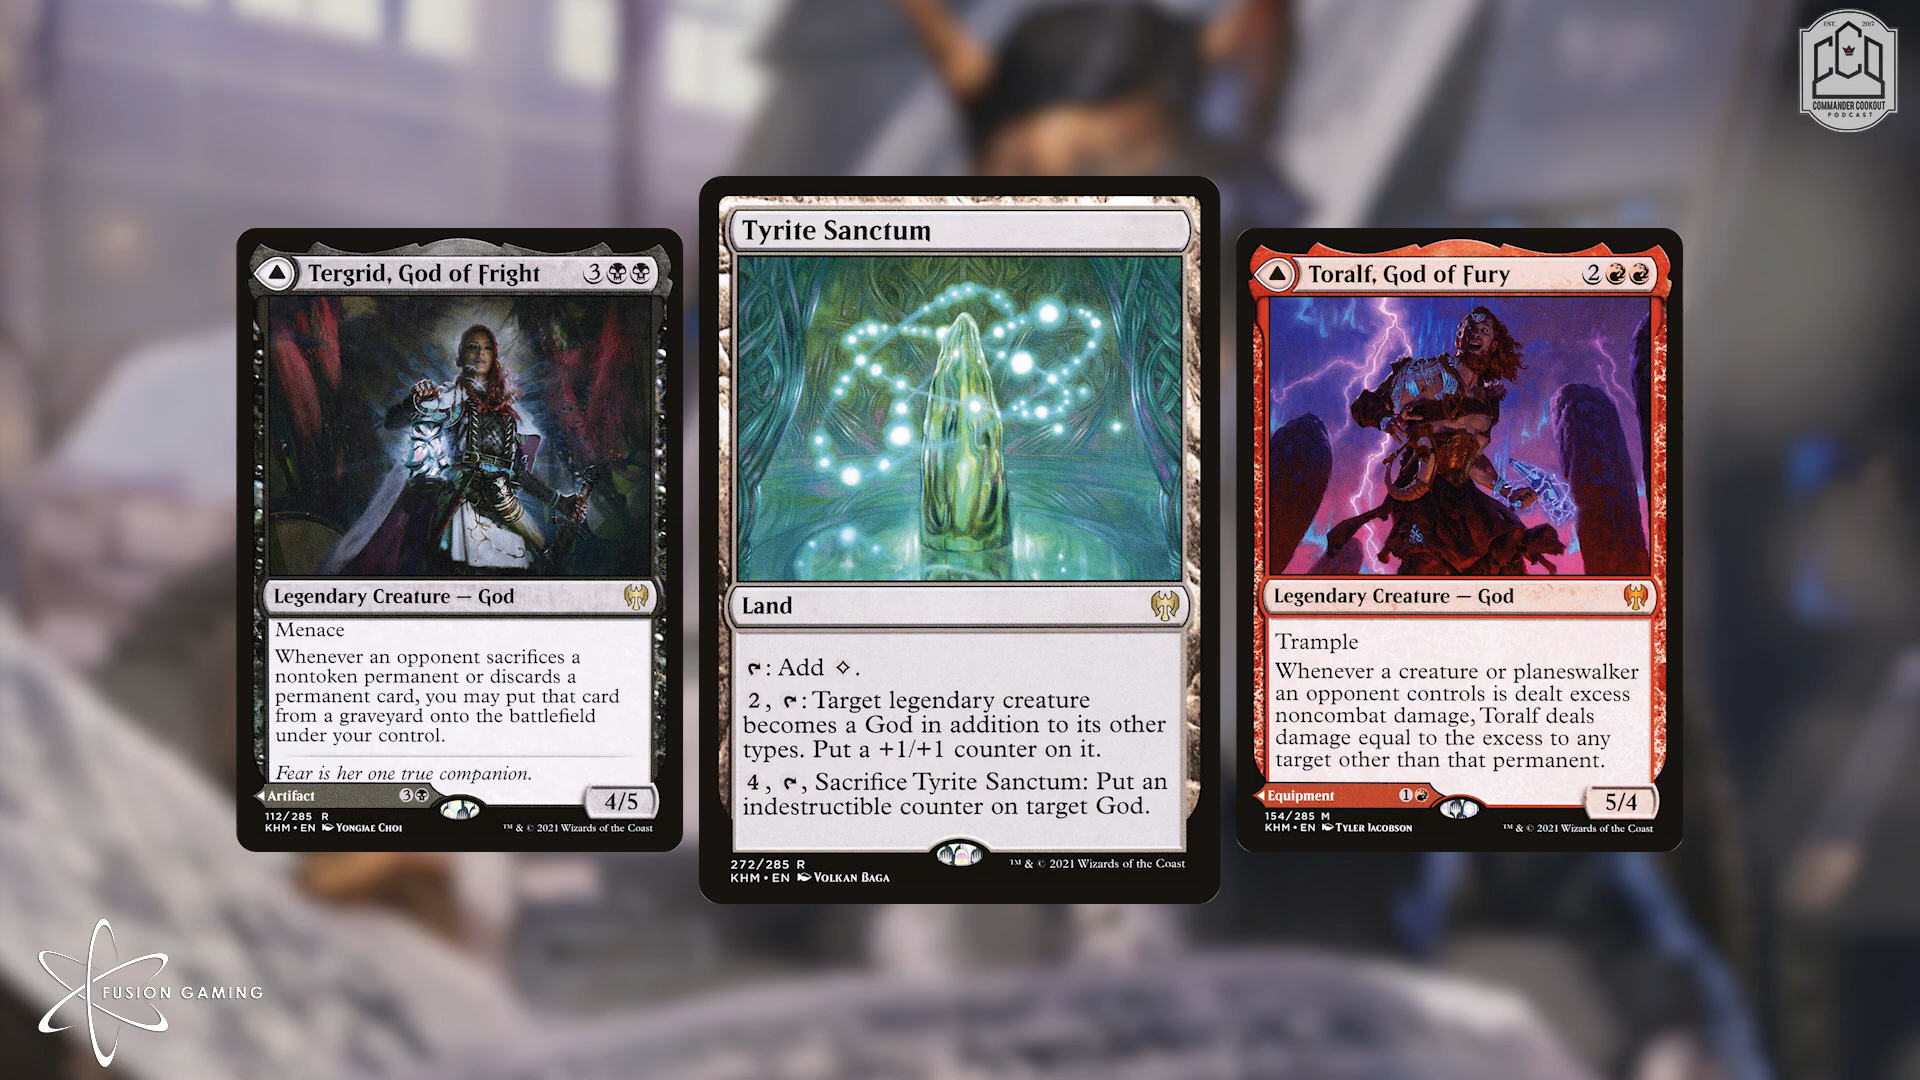 EST. 2017
CCO
COMMANDER COOKOUT
PODCAST
Tergrid, God of Fright 3
Legendary Creature — God
Menace
Whenever an opponent sacrifices a
nontoken permanent or discards a
permanent card, you may put that card
from a graveyard onto the battlefield
under your control.
Fear is her one true companion.
Artifact 3
4/5
112/285 R
KHM • EN YONGJAE CHOI
™ & © 2021 Wizards of the Coast
Tyrite Sanctum
Land
: Add .
2, : Target legendary creature
becomes a God in addition to its other
types. Put a +1/+1 counter on it.
4, , Sacrifice Tyrite Sanctum: Put an
indestructible counter on target God.
272/285 R
KHM • EN VOLKAN BAGA
™ & © 2021 Wizards of the Coast
Toralf, God of Fury 2
Legendary Creature — God
Trample
Whenever a creature or planeswalker
an opponent controls is dealt excess
noncombat damage, Toralf deals
damage equal to the excess to any
target other than that permanent.
Equipment 1
5/4
154/285 M
KHM • EN TYLER JACOBSON
™ & © 2021 Wizards of the Coast
FUSION GAMING